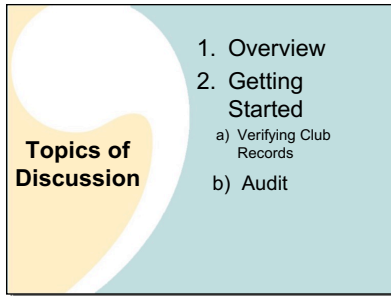 Topics of
Discussion
1. Overview
2. Getting
Started
a) Verifying Club
Records
b) Audit